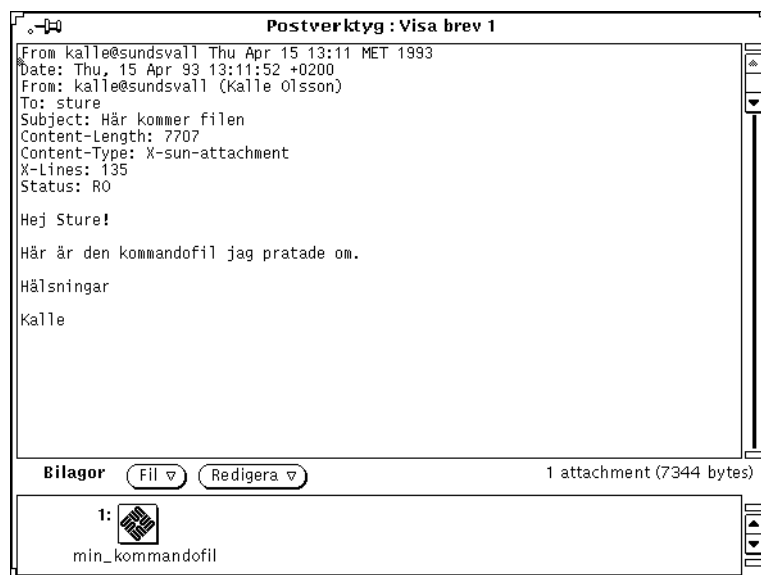 Postverktyg : Visa brev 1
From kalle@sundsvall Thu Apr 15 13:11 MET 1993
Date: Thu, 15 Apr 93 13:11:52 +0200
From: kalle@sundsvall (Kalle Olsson)
To: sture
Subject: Här kommer filen
Content-Length: 7707
Content-Type: X-sun-attachment
X-Lines: 135
Status: RO
Hej Sture!
Här är den kommandofil jag pratade om.
Hälsningar
Kalle
Bilagor Fil Redigera 1 attachment (7344 bytes)
1:
min_kommandofil